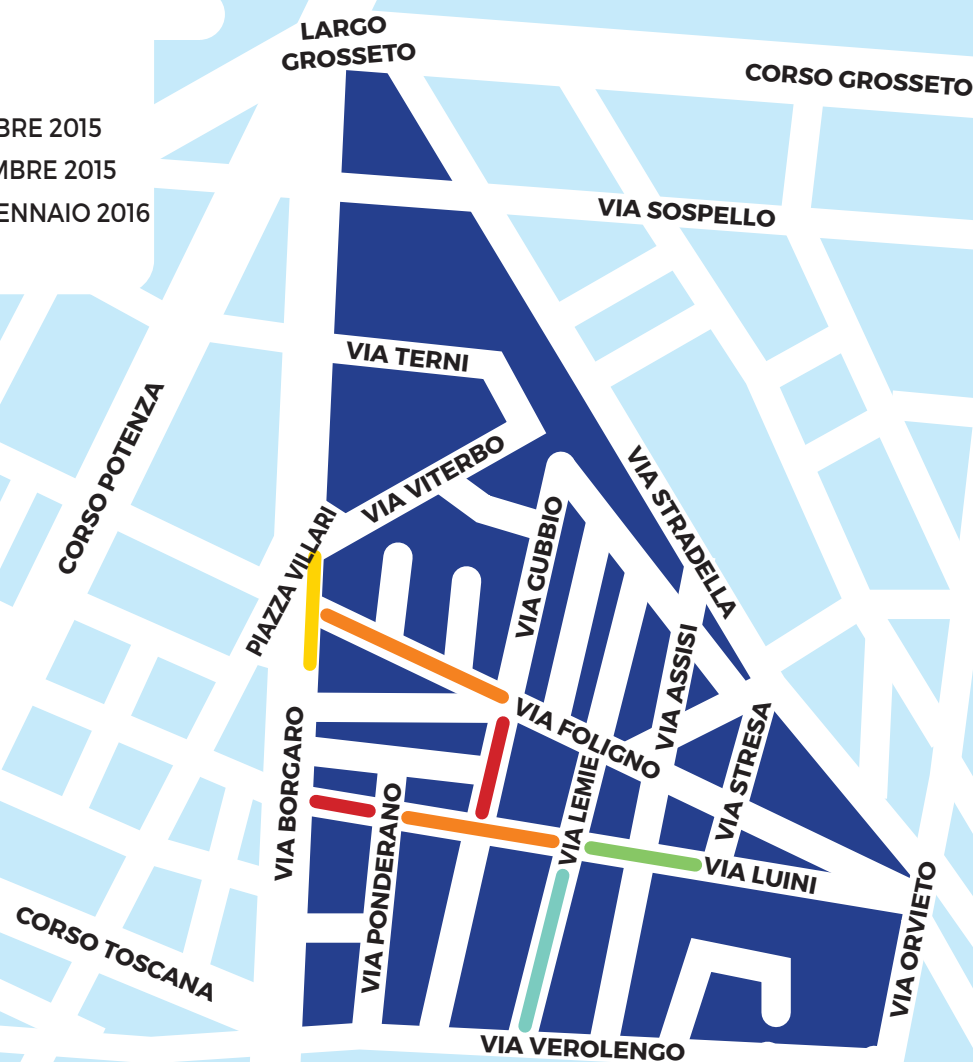 LARGO
GROSSETO
CORSO GROSSETO
BRE 2015
MBRE 2015
ENNAIO 2016
VIA SOSPELLO
VIA TERNI
CORSO POTENZA
VIA VITERBO
VIA STRADELLA
PIAZZA VILLARI
VIA GUBBIO
VIA ASSISI
VIA FOLIGNO
VIA BORGARO
VIA STRESA
VIA LEMIE
VIA PONDERANO
VIA LUINI
VIA ORVIETO
CORSO TOSCANA
VIA VEROLENGO